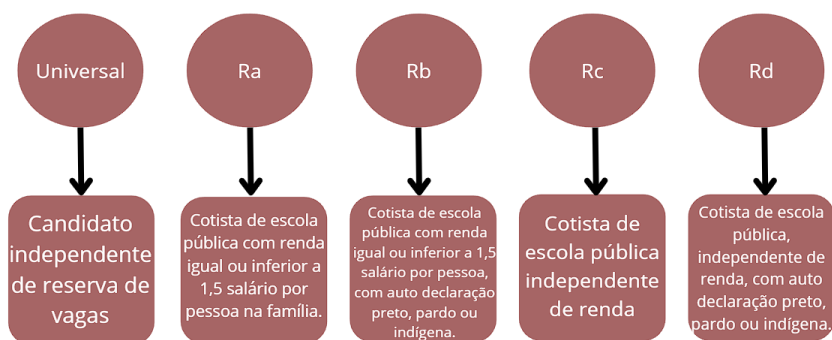 Universal
Ra
Rb
Rc
Rd
Candidato
independente
de reserva de
vagas
Cotista de escola
pública com renda
igual ou inferior a
1,5 salário por
pessoa na família.
Cotista de escola
pública com renda
igual ou inferior a 1,5
salário por pessoa,
com auto declaração
preto, pardo ou
indígena.
Cotista de
escola pública
independente
de renda
Cotista de escola
pública,
independente de
renda, com auto
declaração preto,
pardo ou indígena.